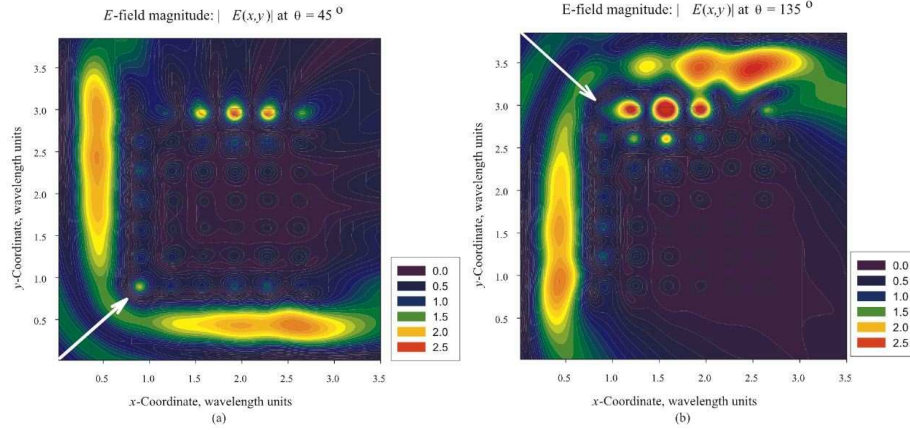 E-field magnitude: | E(x,y)| at θ = 45 º
3.5
3.0
2.5
2.0
1.5
1.0
0.5
y-Coordinate, wavelength units
0.5 1.0 1.5 2.0 2.5 3.0 3.5
x-Coordinate, wavelength units
(a)
0.0
0.5
1.0
1.5
2.0
2.5
E-field magnitude: | E(x,y)| at θ = 135 º
3.5
3.0
2.5
2.0
1.5
1.0
0.5
y-Coordinate, wavelength units
0.5 1.0 1.5 2.0 2.5 3.0 3.5
x-Coordinate, wavelength units
(b)
0.0
0.5
1.0
1.5
2.0
2.5